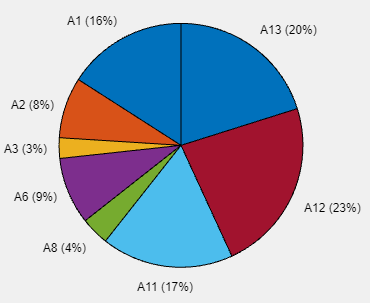 A1 (16%)
A13 (20%)
A2 (8%)
A3 (3%)
A6 (9%)
A12 (23%)
A8 (4%)
A11 (17%)